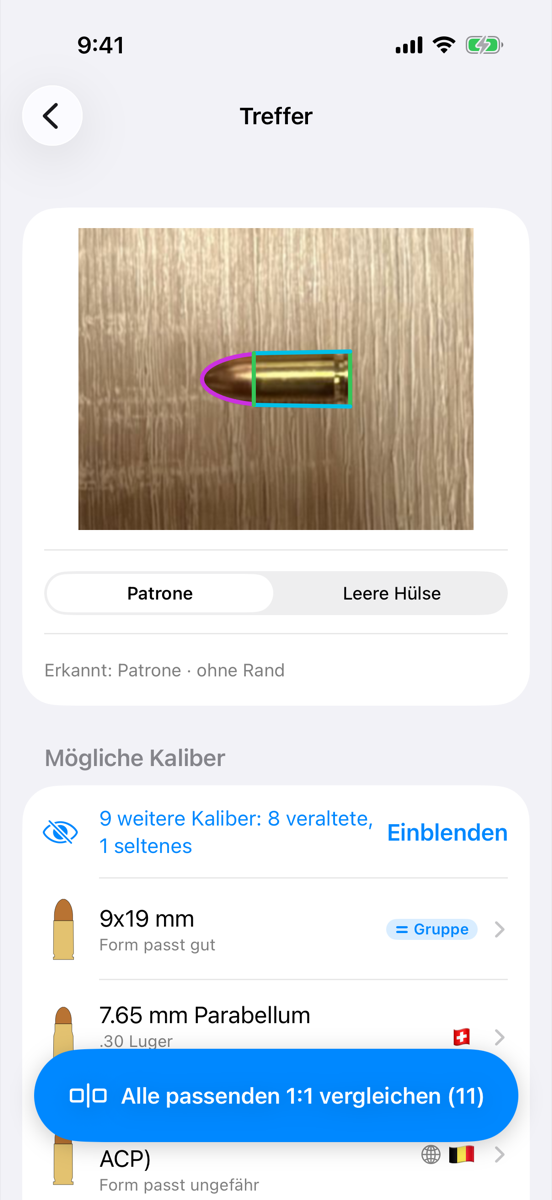 9:41
Treffer
Patrone
Leere Hülse
Erkannt: Patrone · ohne Rand
Mögliche Kaliber
9 weitere Kaliber: 8 veraltete,
1 seltenes
Einblenden
9x19 mm
Form passt gut
= Gruppe
7.65 mm Parabellum
.30 Luger
Alle passenden 1:1 vergleichen (11)
ACP)
Form passt ungefähr